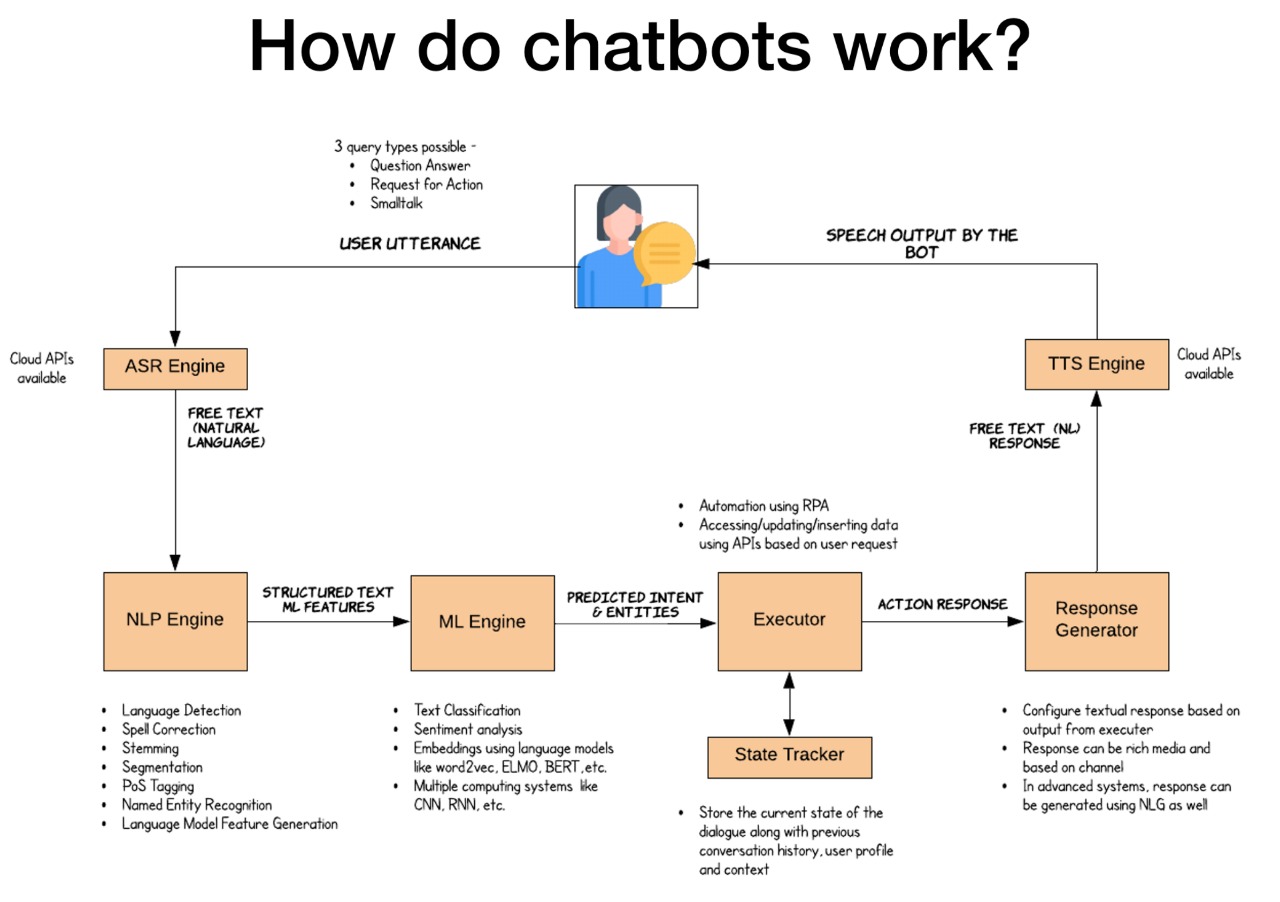 How do chatbots work?
3 query types possible -
• Question Answer
• Request for Action
• Smalltalk
USER UTTERANCE
SPEECH OUTPUT BY THE
BOT
Cloud APIs
available
ASR Engine
TTS Engine
Cloud APIs
available
FREE TEXT
(NATURAL
LANGUAGE)
FREE TEXT (NL)
RESPONSE
• Automation using RPA
• Accessing/updating/inserting data
using APIs based on user request
NLP Engine
STRUCTURED TEXT
ML FEATURES
ML Engine
PREDICTED INTENT
& ENTITIES
Executor
ACTION RESPONSE
Response
Generator
• Language Detection
• Spell Correction
• Stemming
• Segmentation
• PoS Tagging
• Named Entity Recognition
• Language Model Feature Generation
• Text Classification
• Sentiment analysis
• Embeddings using language models
like word2vec, ELMO, BERT,etc.
• Multiple computing systems like
CNN, RNN, etc.
State Tracker
• Store the current state of the
dialogue along with previous
conversation history, user profile
and context
• Configure textual response based on
output from executer
• Response can be rich media and
based on channel
• In advanced systems, response can
be generated using NLG as well